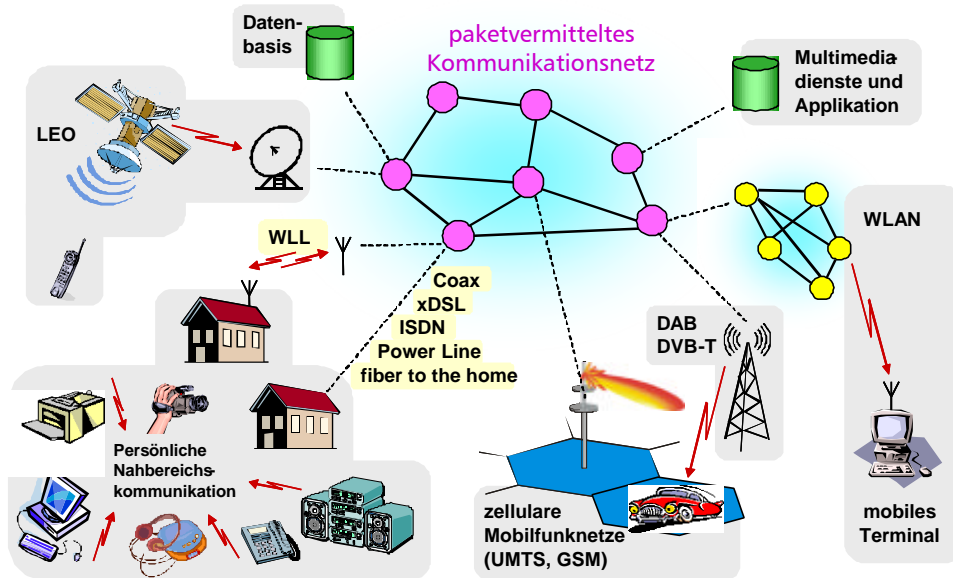 Daten-
basis
paketvermitteltes
Kommunikationsnetz
Multimedia-
dienste und
Applikation
LEO
WLAN
WLL
Coax
xDSL
ISDN
Power Line
fiber to the home
DAB
DVB-T
Persönliche
Nahbereichs-
kommunikation
zellulare
Mobilfunknetze
(UMTS, GSM)
mobiles
Terminal